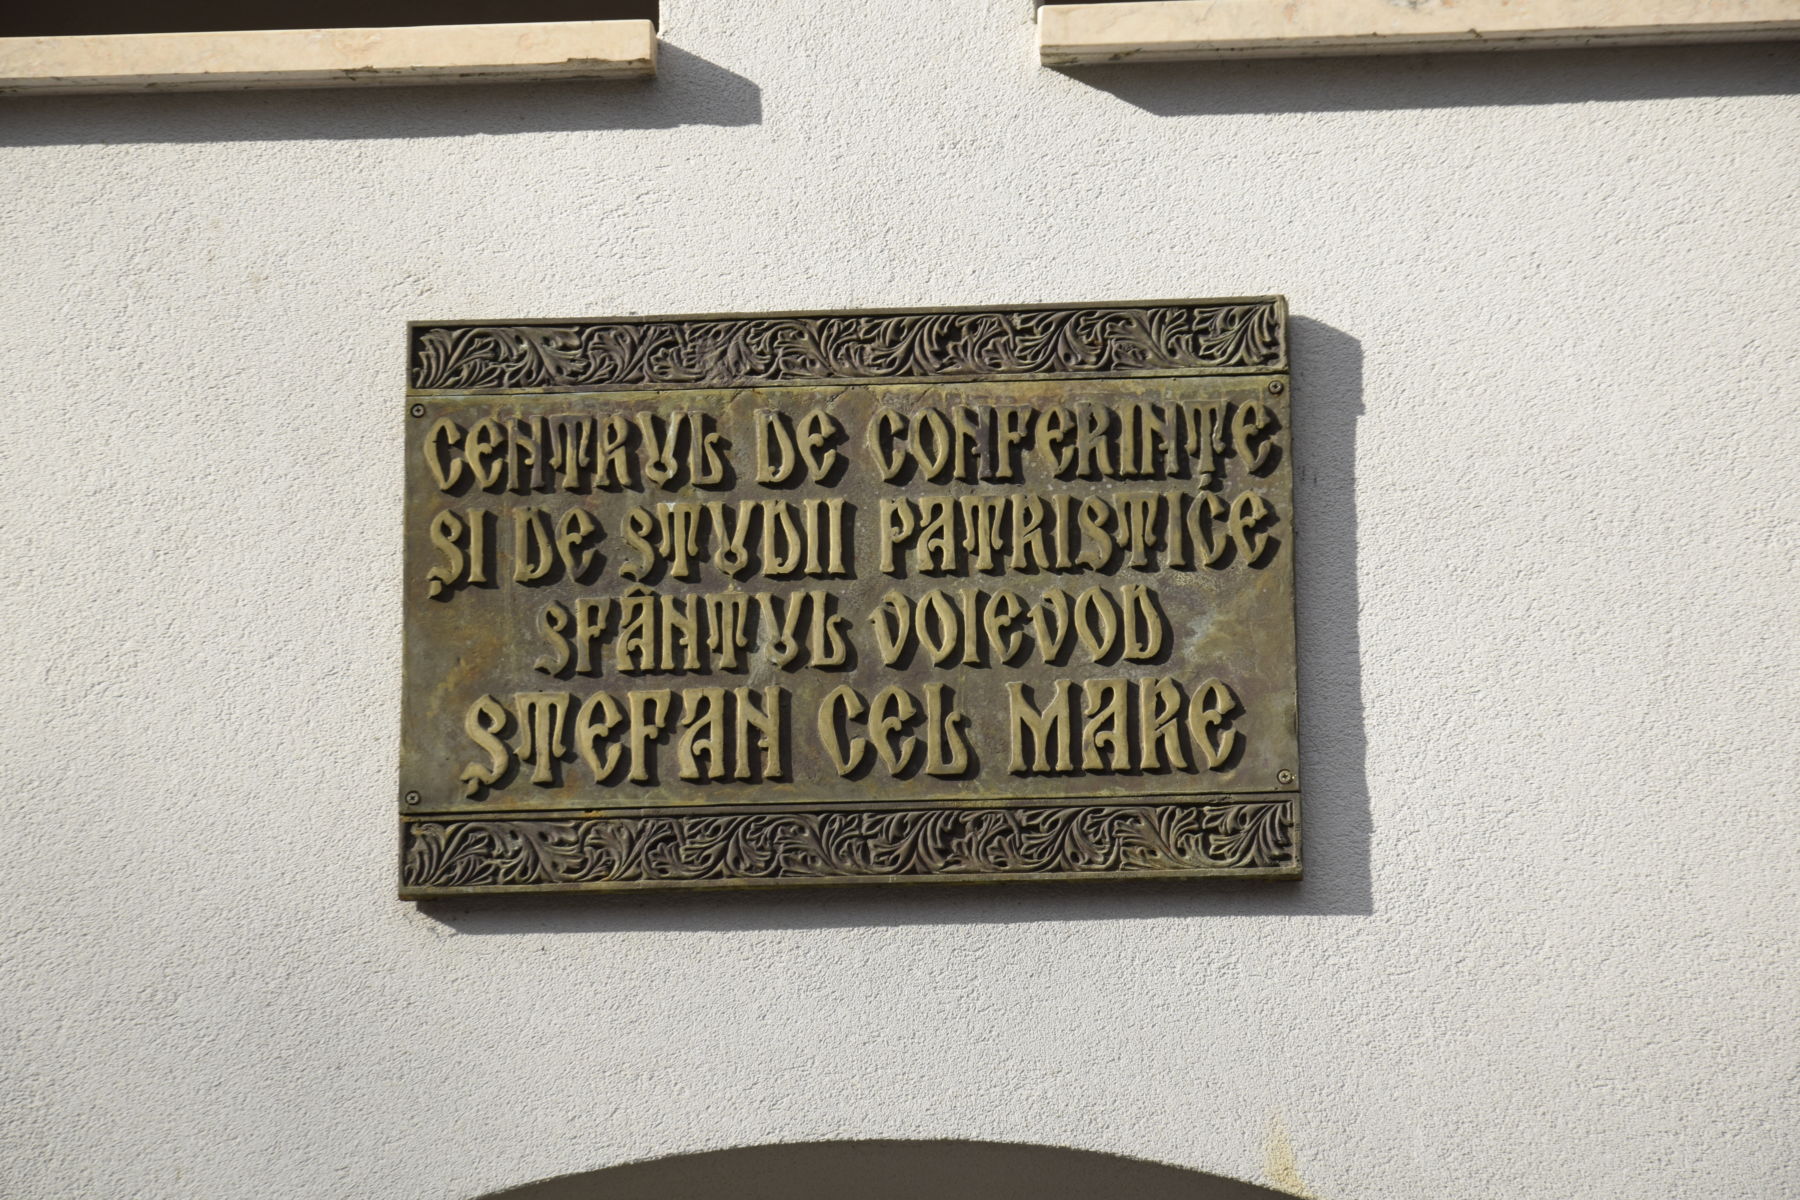 CENTRUL DE CONFERINȚE
ȘI DE STUDII PATRISTICE
SFÂNTUL VOIEVOD
ȘTEFAN CEL MARE